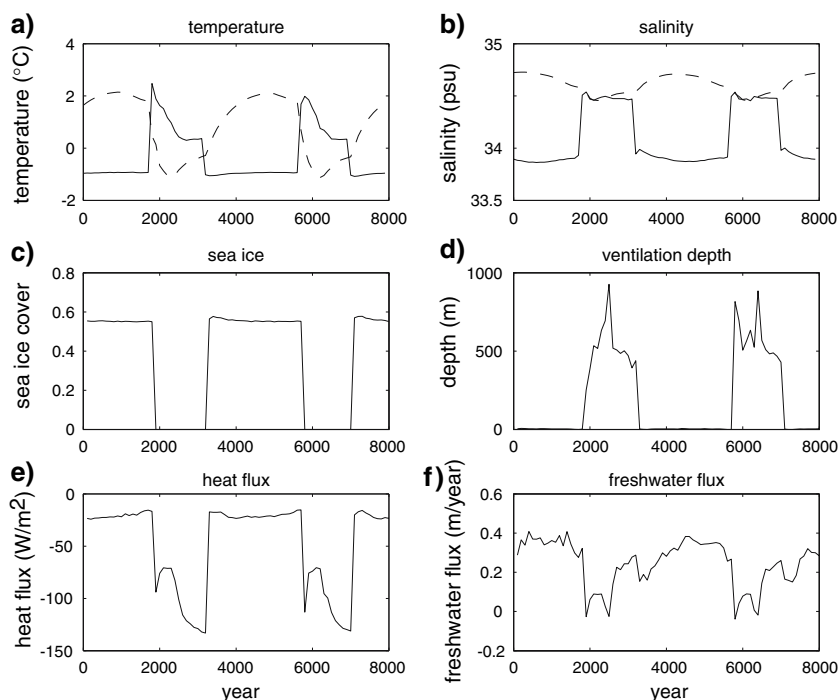 a) temperature
temperature (°C)
4
2
0
-2
0 2000 4000 6000 8000
b) salinity
salinity (psu)
35
34
33.5
0 2000 4000 6000 8000
c) sea ice
sea ice cover
0.8
0.6
0.4
0.2
0
0 2000 4000 6000 8000
d) ventilation depth
depth (m)
1000
500
0
0 2000 4000 6000 8000
e) heat flux
heat flux (W/m²)
0
-50
-100
-150
0 2000 4000 6000 8000
year
f) freshwater flux
freshwater flux (m/year)
0.6
0.4
0.2
0
-0.2
0 2000 4000 6000 8000
year